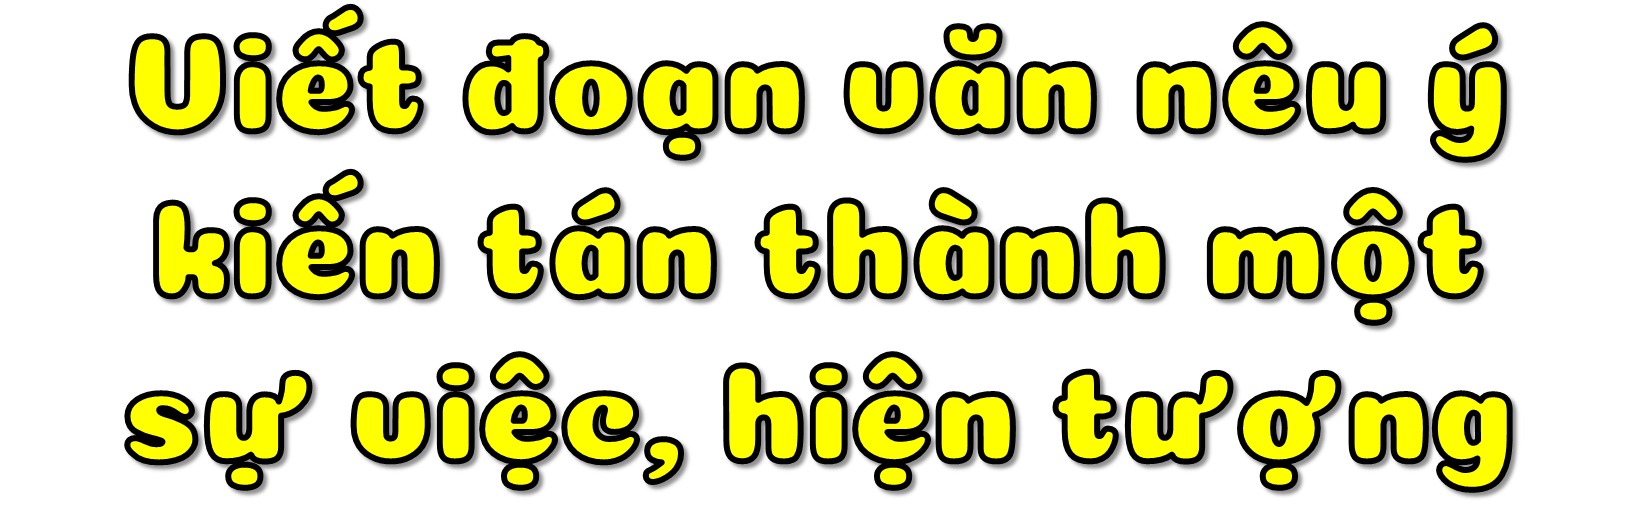 Viết đoạn văn nêu ý
kiến tán thành một
sự việc, hiện tượng